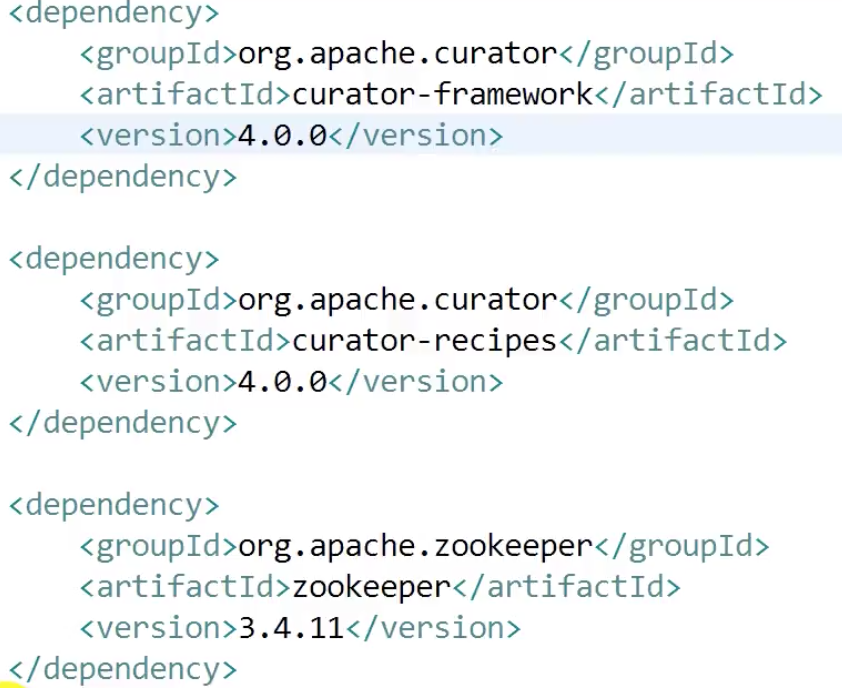 <dependency>
    <groupId>org.apache.curator</groupId>
    <artifactId>curator-framework</artifactId>
    <version>4.0.0</version>
</dependency>

<dependency>
    <groupId>org.apache.curator</groupId>
    <artifactId>curator-recipes</artifactId>
    <version>4.0.0</version>
</dependency>

<dependency>
    <groupId>org.apache.zookeeper</groupId>
    <artifactId>zookeeper</artifactId>
    <version>3.4.11</version>
</dependency>